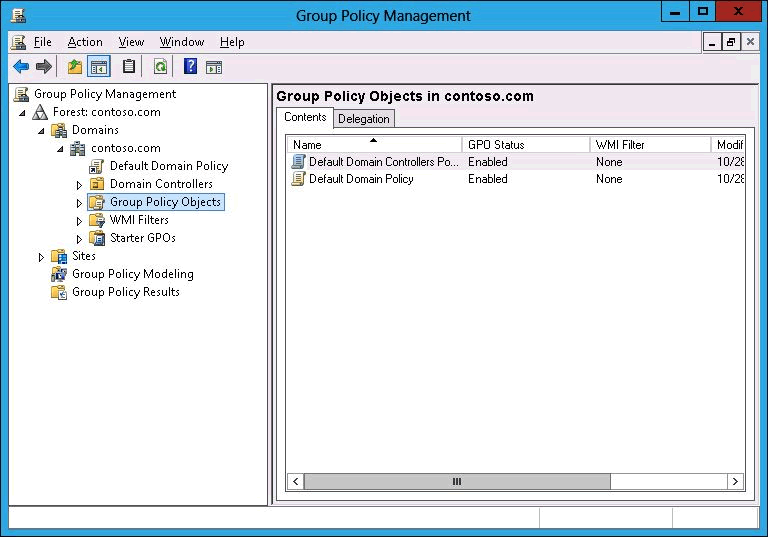 Group Policy Management
File Action View Window Help
Group Policy Management
Forest: contoso.com
Domains
contoso.com
Default Domain Policy
Domain Controllers
Group Policy Objects
WMI Filters
Starter GPOs
Sites
Group Policy Modeling
Group Policy Results
Group Policy Objects in contoso.com
Contents Delegation
Name GPO Status WMI Filter Modif
Default Domain Controllers Po... Enabled None 10/28
Default Domain Policy Enabled None 10/28